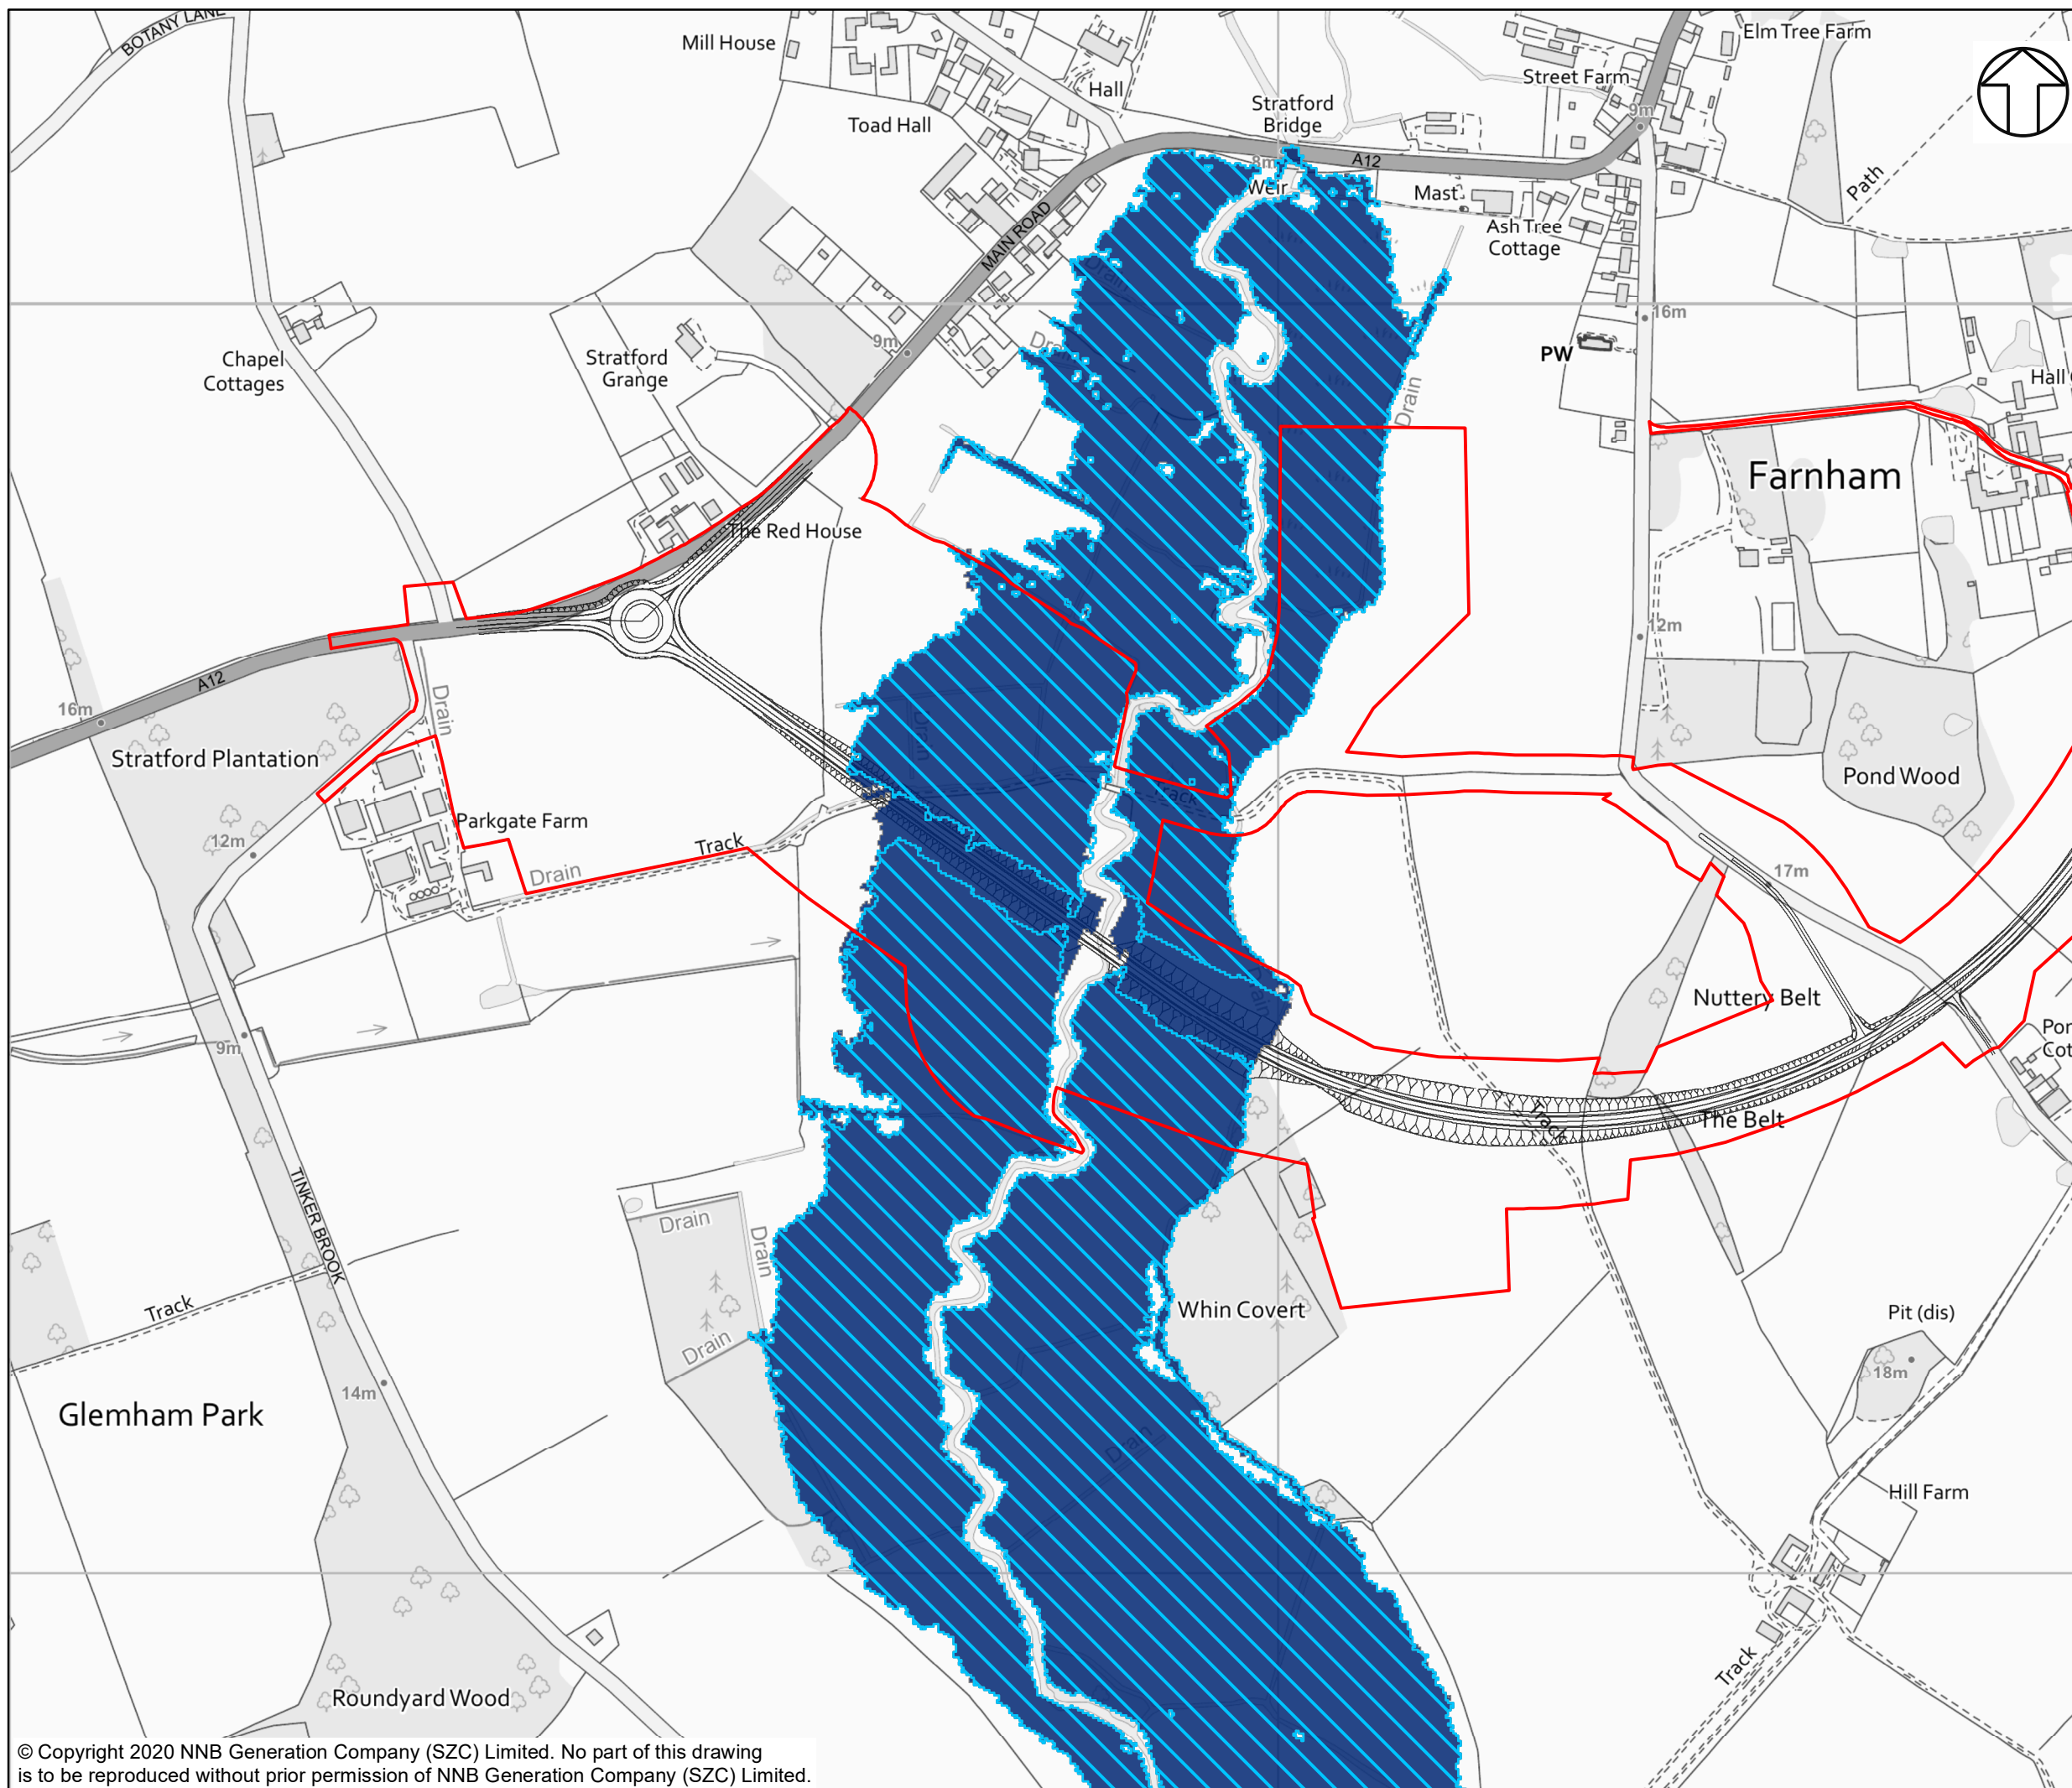 BOTANY LANE
Mill House
Elm Tree Farm
Hall
Street Farm
Stratford
Bridge
9m
Toad Hall
A12
8m
Weir
Mast
Path
MAIN ROAD
Ash Tree
Cottage
Drain
16m
Drain
9m
PW
Chapel
Cottages
Stratford
Grange
Hall
Drain
Farnham
The Red House
12m
A12
16m
Drain
Drain
Stratford Plantation
Pond Wood
Track
Parkgate Farm
12m
Track
Drain
17m
Drain
Nuttery Belt
9m
Track
The Belt
TINKER BROOK
Drain
Drain
Track
Whin Covert
Pit (dis)
Drain
18m
14m
Glemham Park
Drain
Hill Farm
Track
Roundyard Wood
© Copyright 2020 NNB Generation Company (SZC) Limited. No part of this drawing
is to be reproduced without prior permission of NNB Generation Company (SZC) Limited.